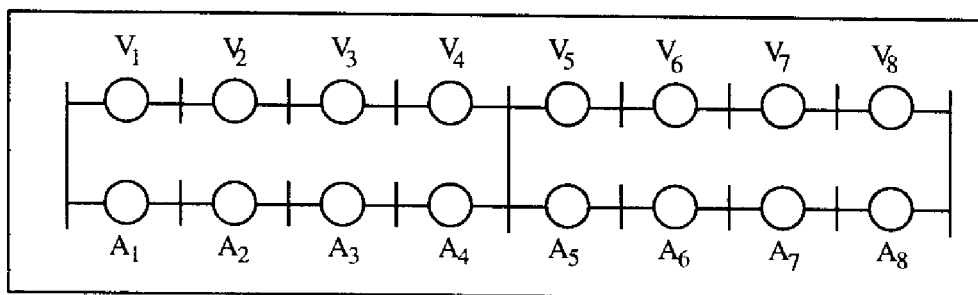 V₁ V₂ V₃ V₄ V₅ V₆ V₇ V₈
A₁ A₂ A₃ A₄ A₅ A₆ A₇ A₈